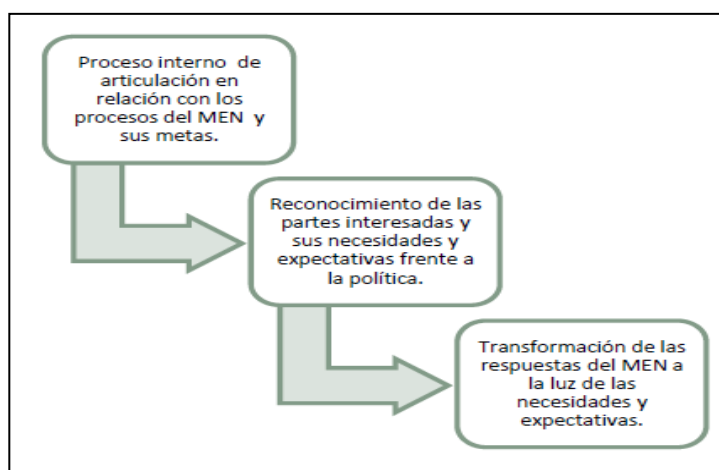 Proceso interno de
articulación en
relación con los
procesos del MEN y
sus metas.
Reconocimiento de las
partes interesadas y
sus necesidades y
expectativas frente a
la política.
Transformación de las
respuestas del MEN a
la luz de las
necesidades y
expectativas.